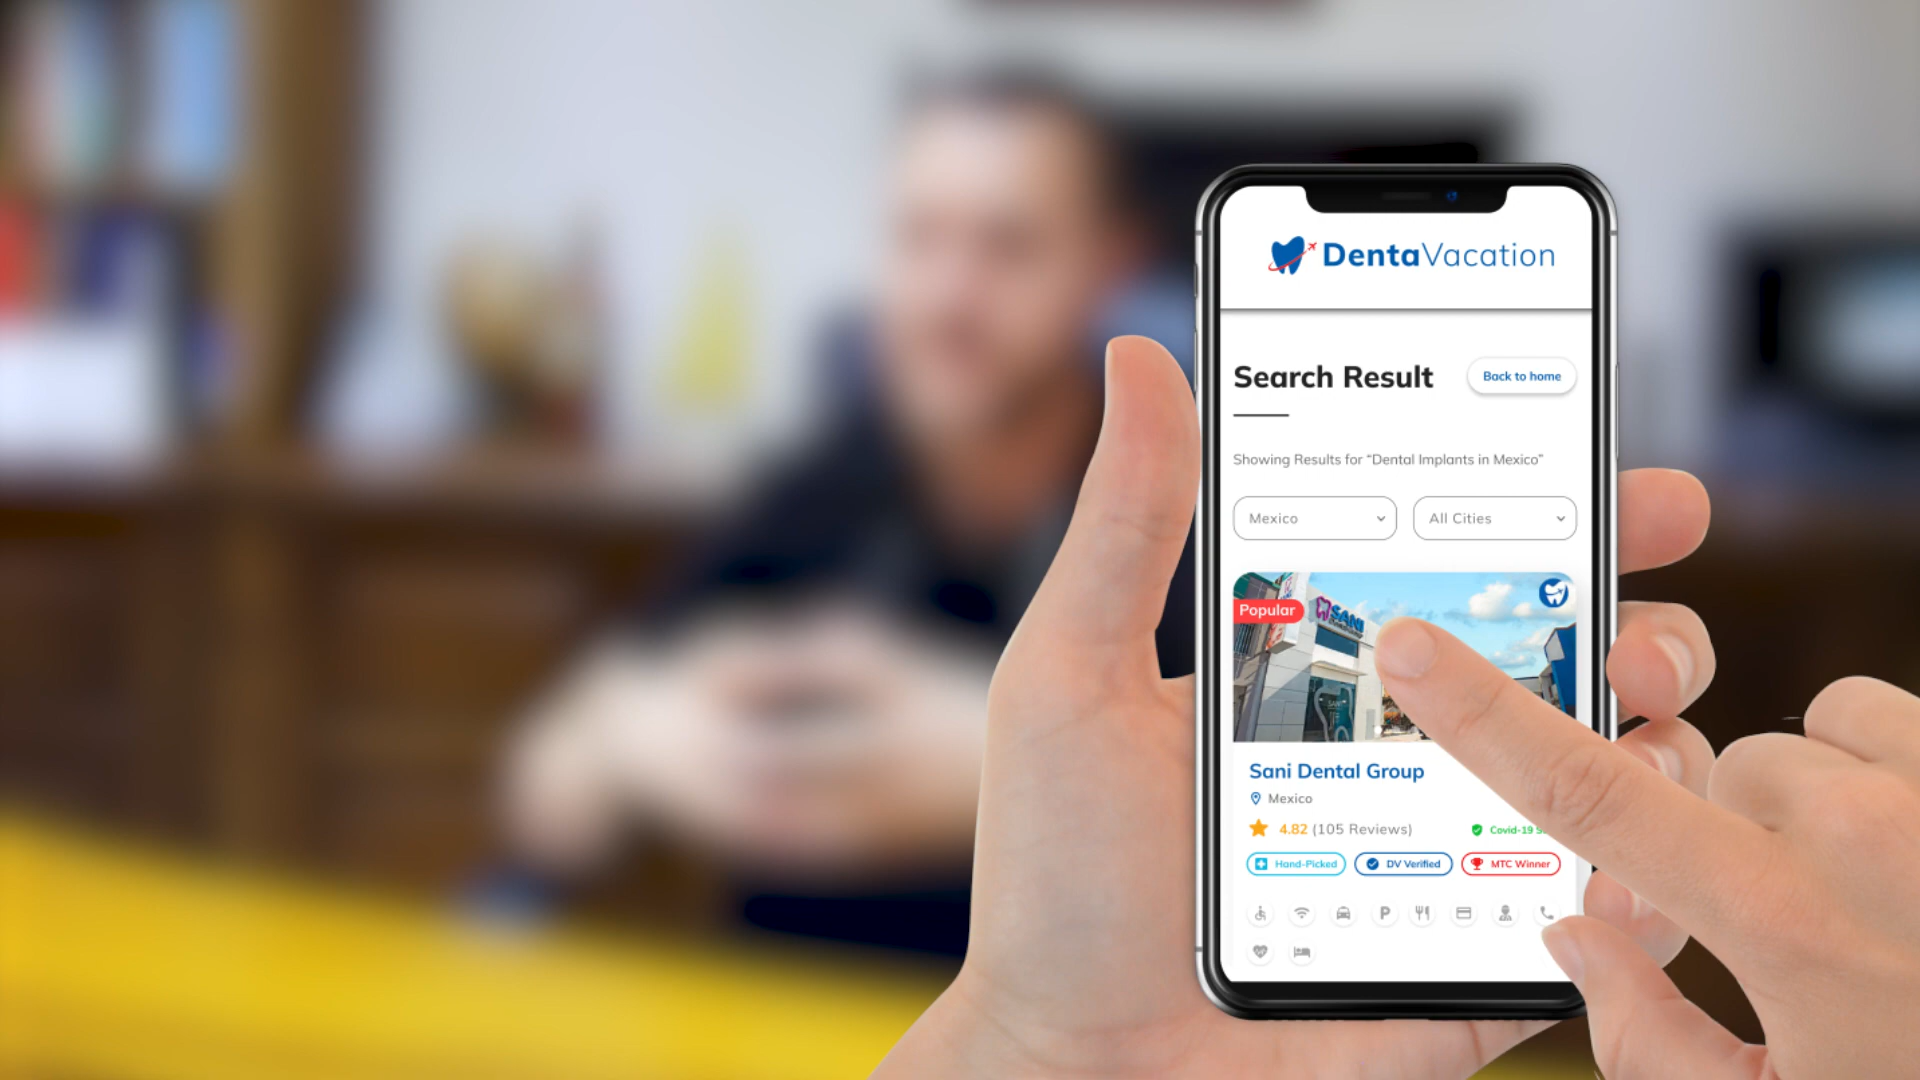 DentaVacation
Search Result
Back to home
Showing Results for “Dental Implants in Mexico”
Mexico
All Cities
Popular
SANI
Sani Dental Group
Mexico
4.82 (105 Reviews)
Covid-19
Hand-Picked
DV Verified
MTC Winner
P